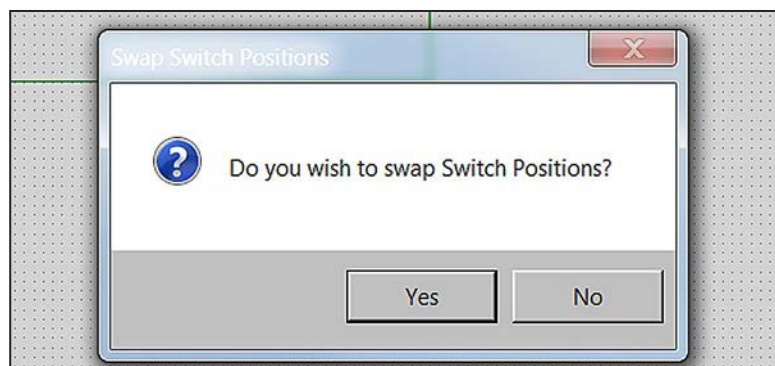 Swap Switch Positions
Do you wish to swap Switch Positions?
Yes
No